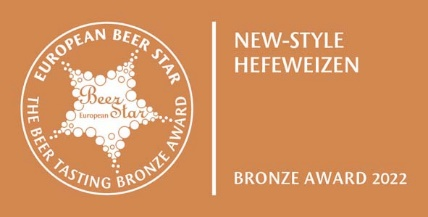 EUROPEAN BEER STAR
THE BEER TASTING BRONZE AWARD
Beer
European Star
NEW-STYLE
HEFEWEIZEN
BRONZE AWARD 2022